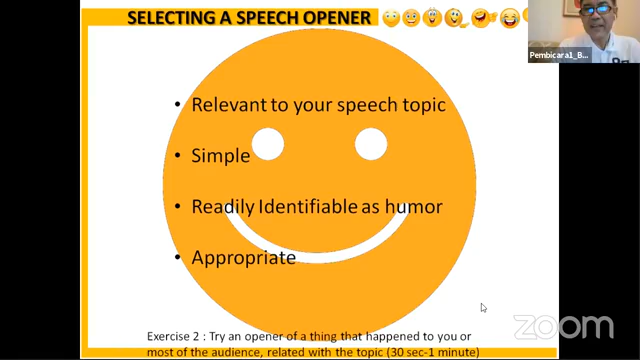 SELECTING A SPEECH OPENER
Pembicara1_B...
• Relevant to your speech topic
• Simple
• Readily Identifiable as humor
• Appropriate
Exercise 2 : Try an opener of a thing that happened to you or
most of the audience, related with the topic (30 sec-1 minute)
zoom